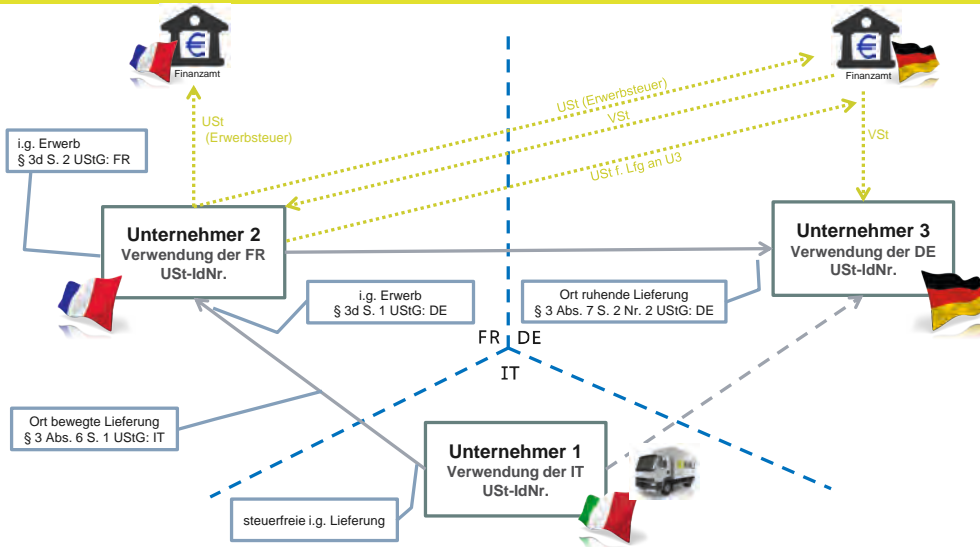 Finanzamt
Finanzamt
USt
(Erwerbsteuer)
USt (Erwerbsteuer)
VSt
USt f. Lfg an U3
VSt
i.g. Erwerb
§ 3d S. 2 UStG: FR
Unternehmer 2
Verwendung der FR
USt-IdNr.
Unternehmer 3
Verwendung der DE
USt-IdNr.
i.g. Erwerb
§ 3d S. 1 UStG: DE
Ort ruhende Lieferung
§ 3 Abs. 7 S. 2 Nr. 2 UStG: DE
FR DE
IT
Ort bewegte Lieferung
§ 3 Abs. 6 S. 1 UStG: IT
Unternehmer 1
Verwendung der IT
USt-IdNr.
steuerfreie i.g. Lieferung